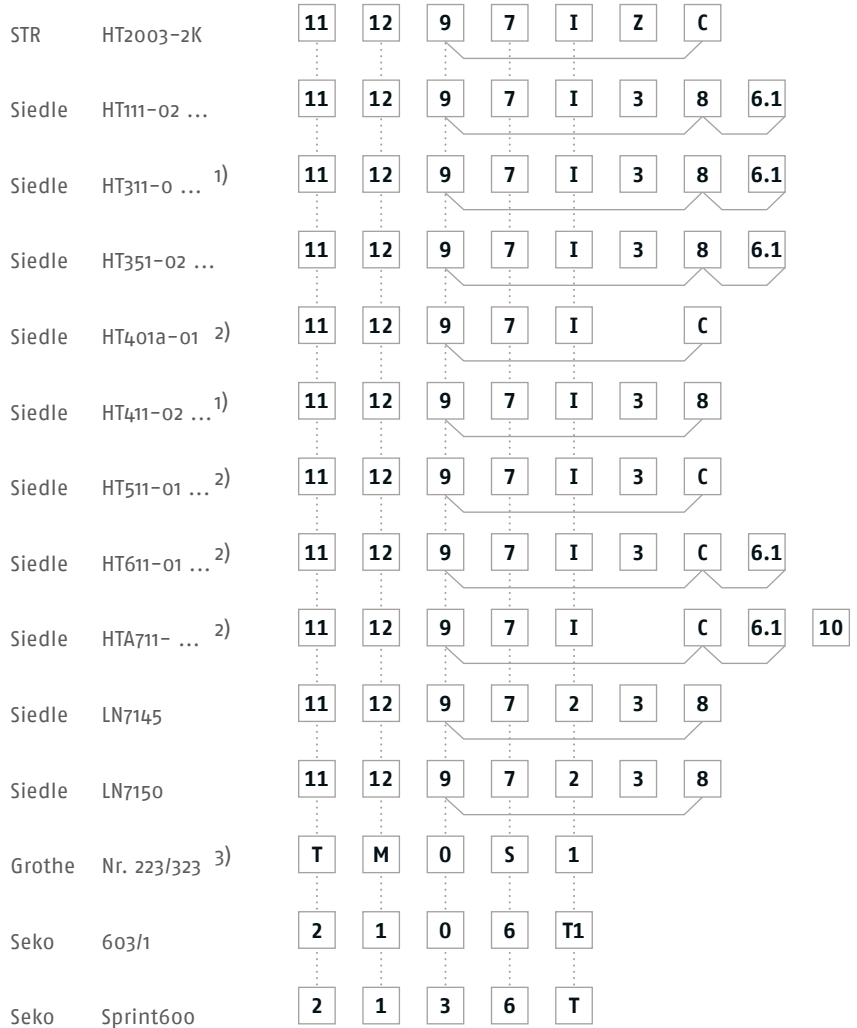 STR HT2003-2K 11 12 9 7 I Z C
Siedle HT111-02 ... 11 12 9 7 I 3 8 6.1
Siedle HT311-0 ... 1) 11 12 9 7 I 3 8 6.1
Siedle HT351-02 ... 11 12 9 7 I 3 8 6.1
Siedle HT401a-01 2) 11 12 9 7 I C
Siedle HT411-02 ... 1) 11 12 9 7 I 3 8
Siedle HT511-01 ... 2) 11 12 9 7 I 3 C
Siedle HT611-01 ... 2) 11 12 9 7 I 3 C 6.1
Siedle HTA711- ... 2) 11 12 9 7 I C 6.1 10
Siedle LN7145 11 12 9 7 2 3 8
Siedle LN7150 11 12 9 7 2 3 8
Grothe Nr. 223/323 3) T M 0 S 1
Seko 603/1 2 1 0 6 T1
Seko Sprint600 2 1 3 6 T